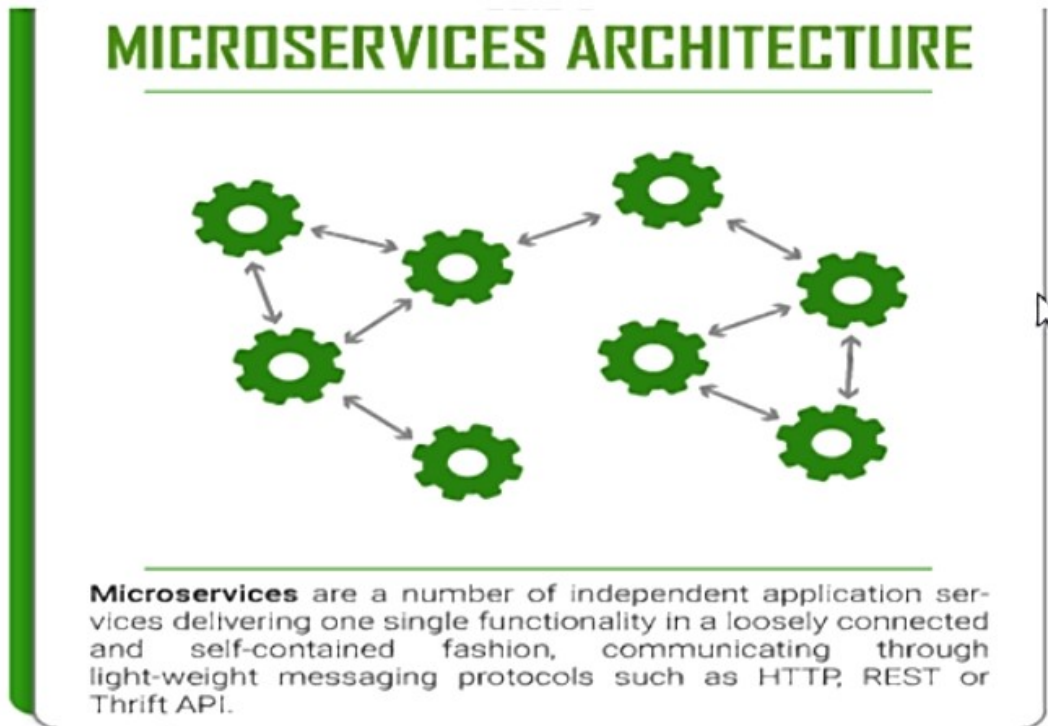 MICROSERVICES ARCHITECTURE
Microservices are a number of independent application ser-
vices delivering one single functionality in a loosely connected
and self-contained fashion, communicating through
light-weight messaging protocols such as HTTP, REST or
Thrift API.